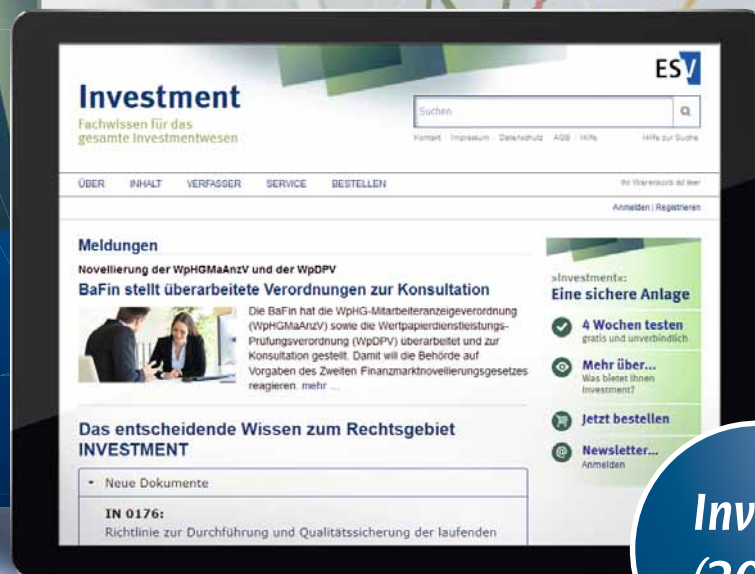 ESV
Investment
Fachwissen für das
gesamte Investmentwesen
Suchen
Kontakt Impressum Datenschutz AGB Hilfe Hilfe zur Suche
ÜBER INHALT VERFASSER SERVICE BESTELLEN Ihr Warenkorb ist leer
Anmelden | Registrieren
Meldungen
Novellierung der WpHGMaAnzV und der WpDPV
BaFin stellt überarbeitete Verordnungen zur Konsultation
Die BaFin hat die WpHG-Mitarbeiteranzeigeverordnung
(WpHGMaAnzV) sowie die Wertpapierdienstleistungs-
Prüfungsverordnung (WpDPV) überarbeitet und zur
Konsultation gestellt. Damit will die Behörde auf
Vorgaben des Zweiten Finanzmarktnovellierungsgesetzes
reagieren. mehr ...
Das entscheidende Wissen zum Rechtsgebiet
INVESTMENT
Neue Dokumente
IN 0176:
Richtlinie zur Durchführung und Qualitätssicherung der laufenden
»Investment«:
Eine sichere Anlage
4 Wochen testen
gratis und unverbindlich
Mehr über...
Was bietet Ihnen
Investment?
Jetzt bestellen
@ Newsletter...
Anmelden
Inv